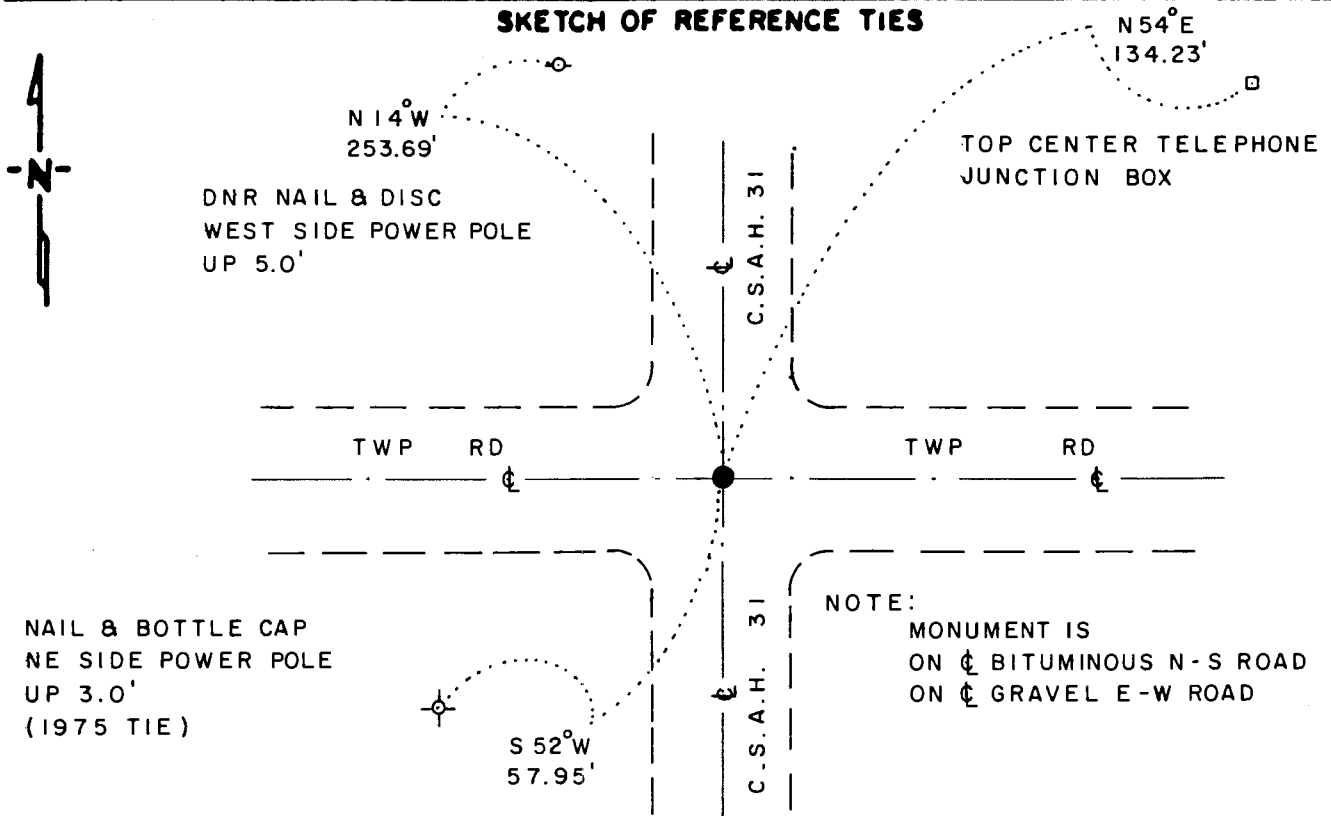 SKETCH OF REFERENCE TIES
-N-
N 14°W
253.69'
DNR NAIL & DISC
WEST SIDE POWER POLE
UP 5.0'
N 54°E
134.23'
TOP CENTER TELEPHONE
JUNCTION BOX
℄
C.S.A.H. 31
TWP RD
℄
TWP RD
℄
NAIL & BOTTLE CAP
NE SIDE POWER POLE
UP 3.0'
(1975 TIE)
S 52°W
57.95'
℄
C.S.A.H. 31
NOTE:
MONUMENT IS
ON ℄ BITUMINOUS N-S ROAD
ON ℄ GRAVEL E-W ROAD